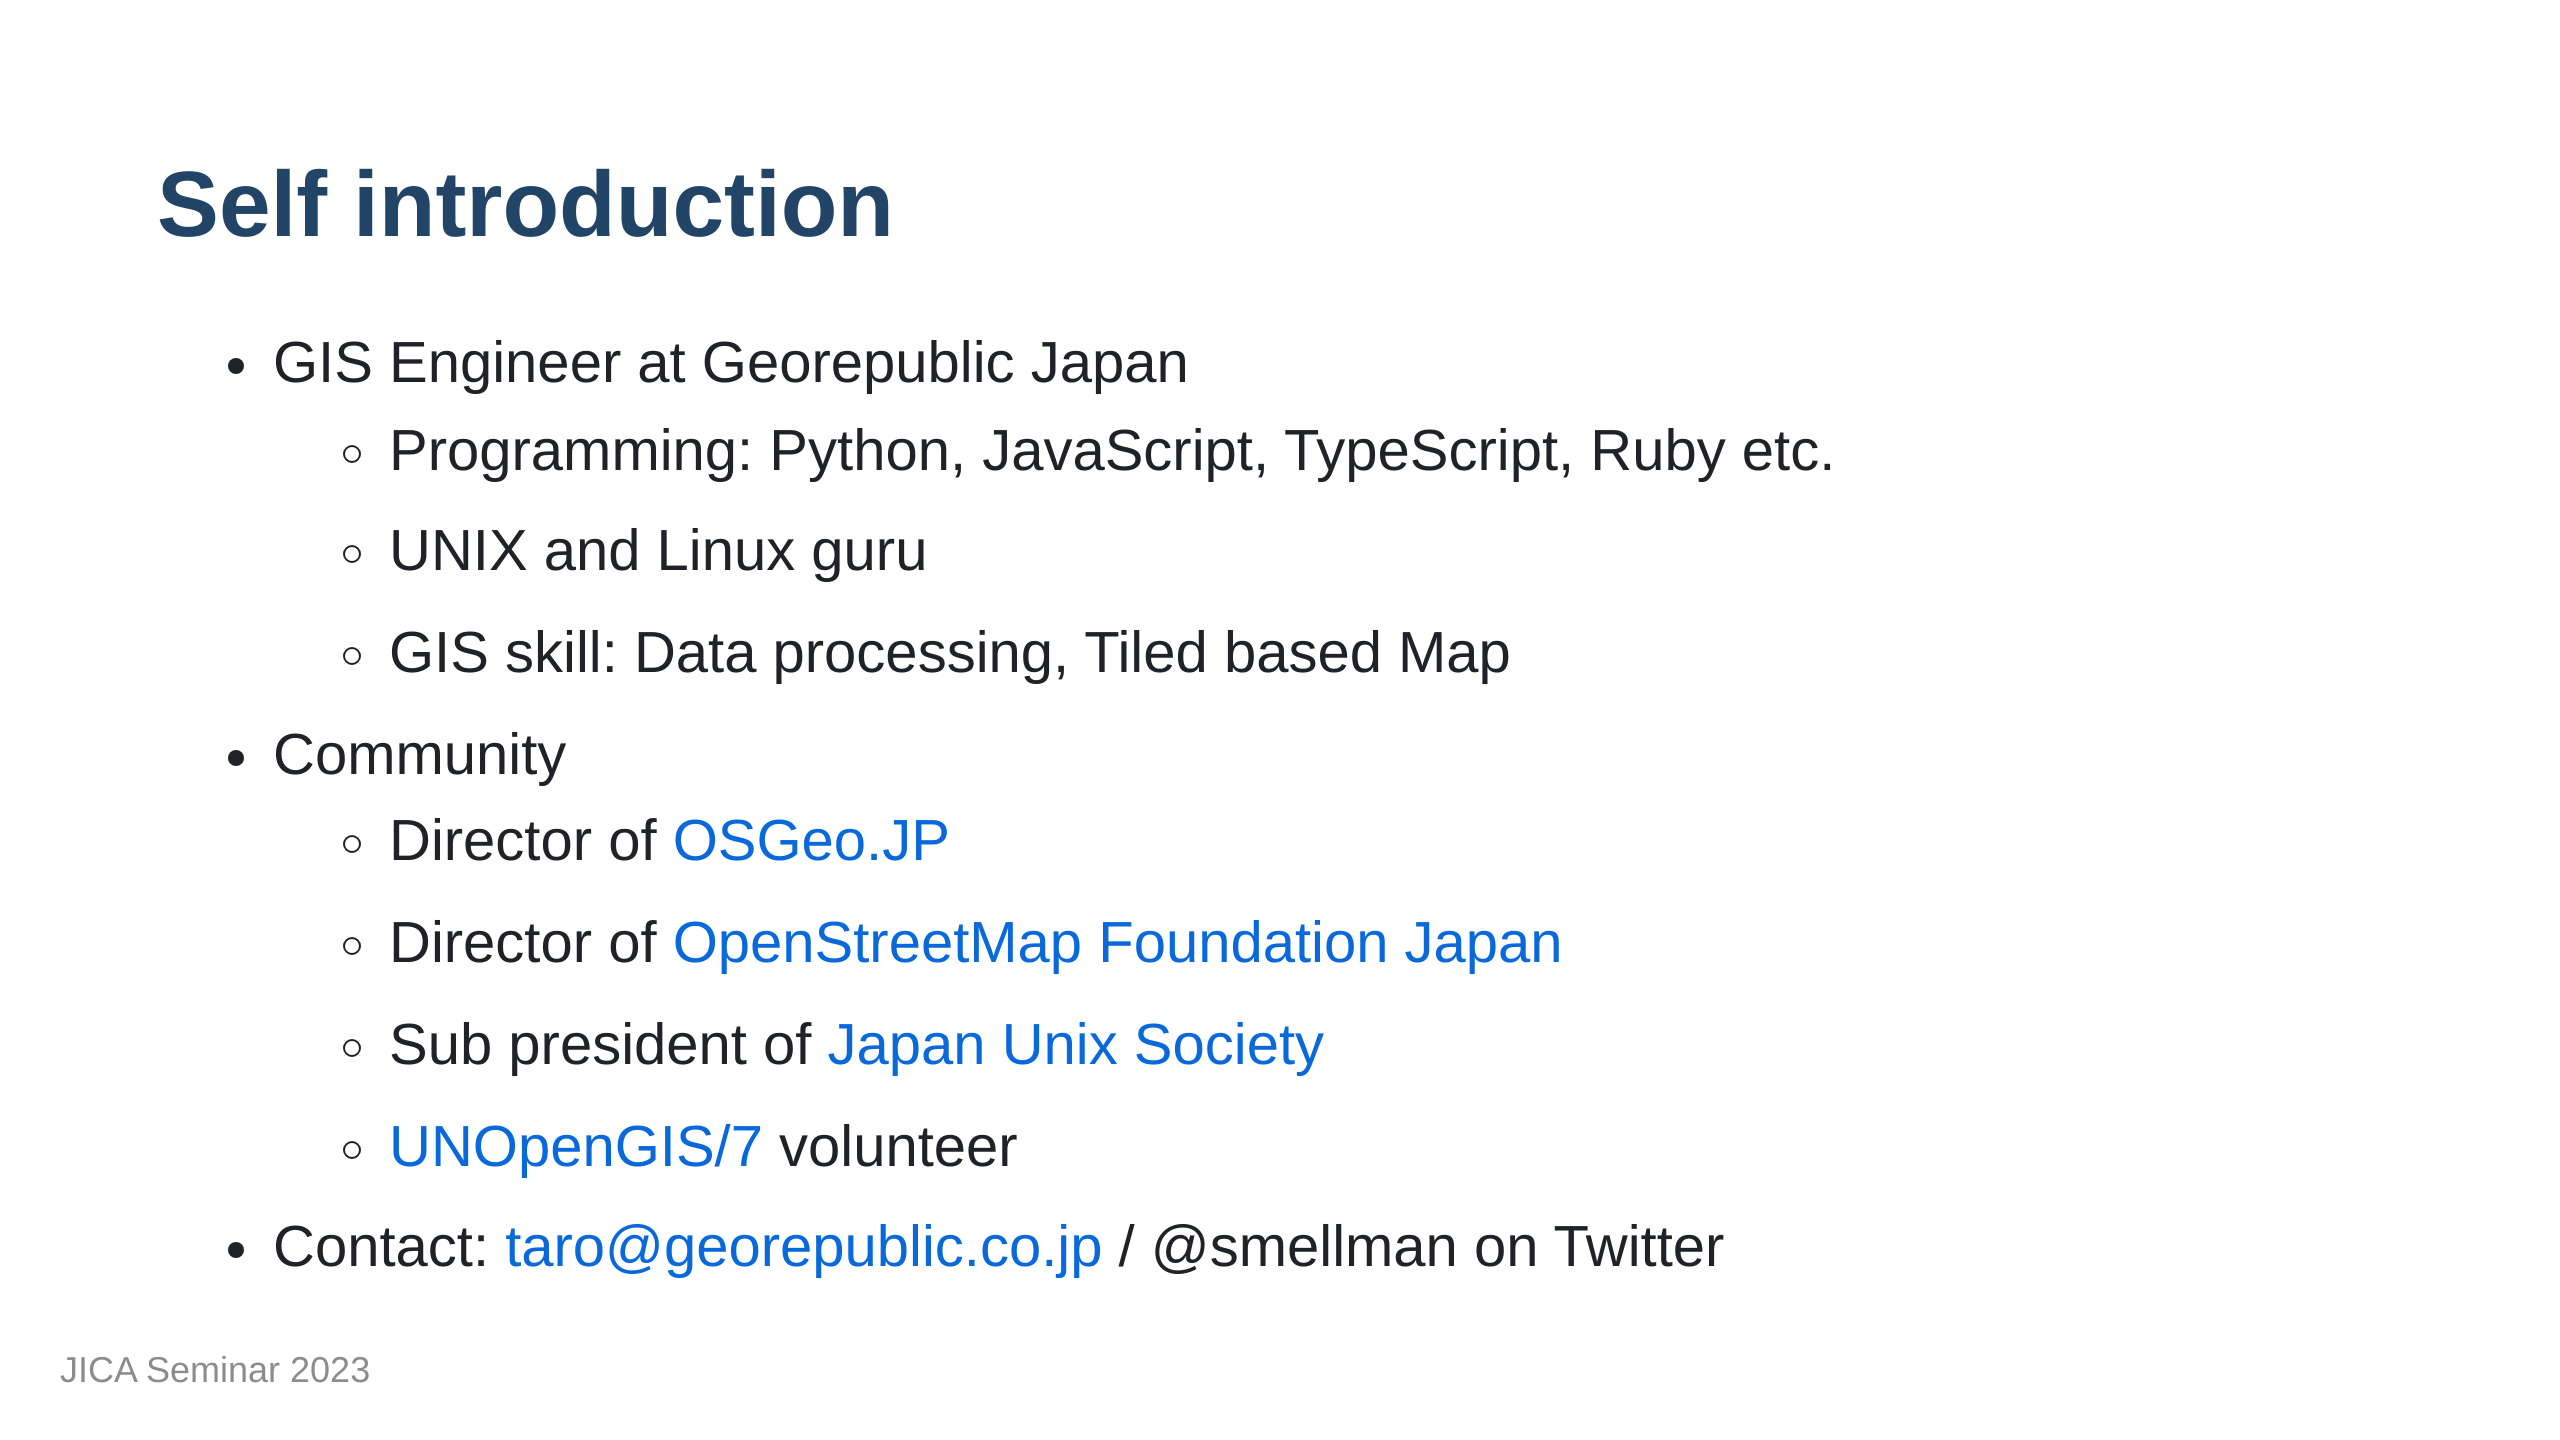 Self introduction
GIS Engineer at Georepublic Japan
Programming: Python, JavaScript, TypeScript, Ruby etc.
UNIX and Linux guru
GIS skill: Data processing, Tiled based Map
Community
Director of OSGeo.JP
Director of OpenStreetMap Foundation Japan
Sub president of Japan Unix Society
UNOpenGIS/7 volunteer
Contact: taro@georepublic.co.jp / @smellman on Twitter
JICA Seminar 2023